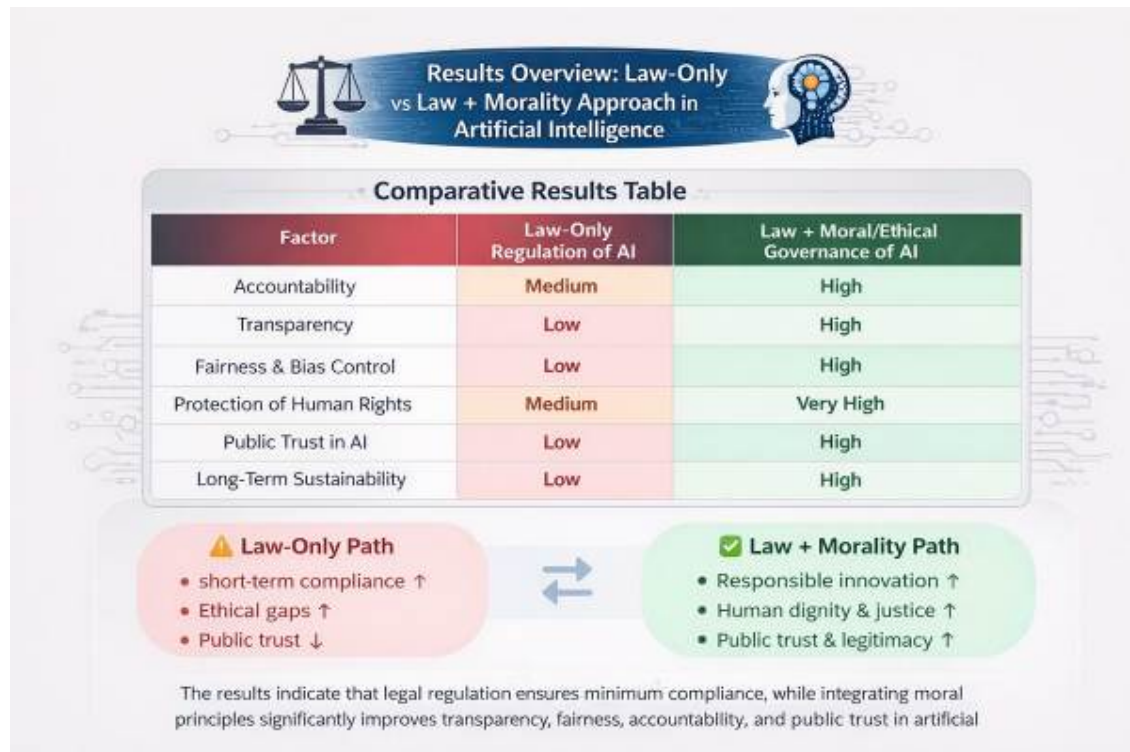 Results Overview: Law-Only
vs Law + Morality Approach in
Artificial Intelligence
Comparative Results Table
Factor
Law-Only
Regulation of AI
Law + Moral/Ethical
Governance of AI
Accountability Medium High
Transparency Low High
Fairness & Bias Control Low High
Protection of Human Rights Medium Very High
Public Trust in AI Low High
Long-Term Sustainability Low High
⚠ Law-Only Path
• short-term compliance ↑
• Ethical gaps ↑
• Public trust ↓
✅ Law + Morality Path
• Responsible innovation ↑
• Human dignity & justice ↑
• Public trust & legitimacy ↑
The results indicate that legal regulation ensures minimum compliance, while integrating moral
principles significantly improves transparency, fairness, accountability, and public trust in artificial